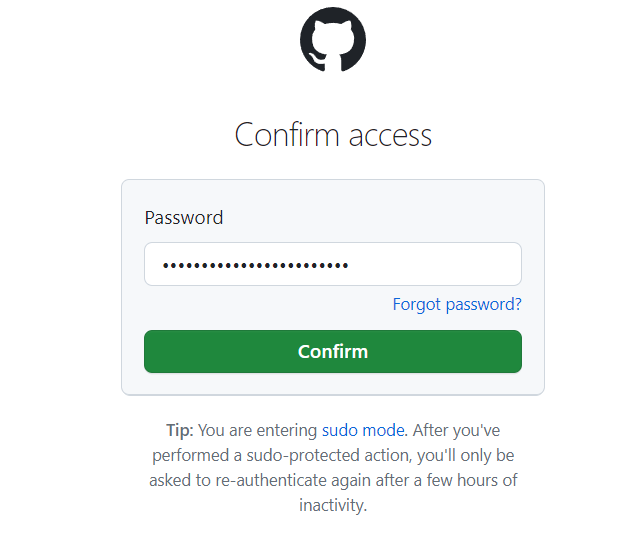 Confirm access
Password
••••••••••••••••••••••••
Forgot password?
Confirm
Tip: You are entering sudo mode. After you've
performed a sudo-protected action, you'll only be
asked to re-authenticate again after a few hours of
inactivity.